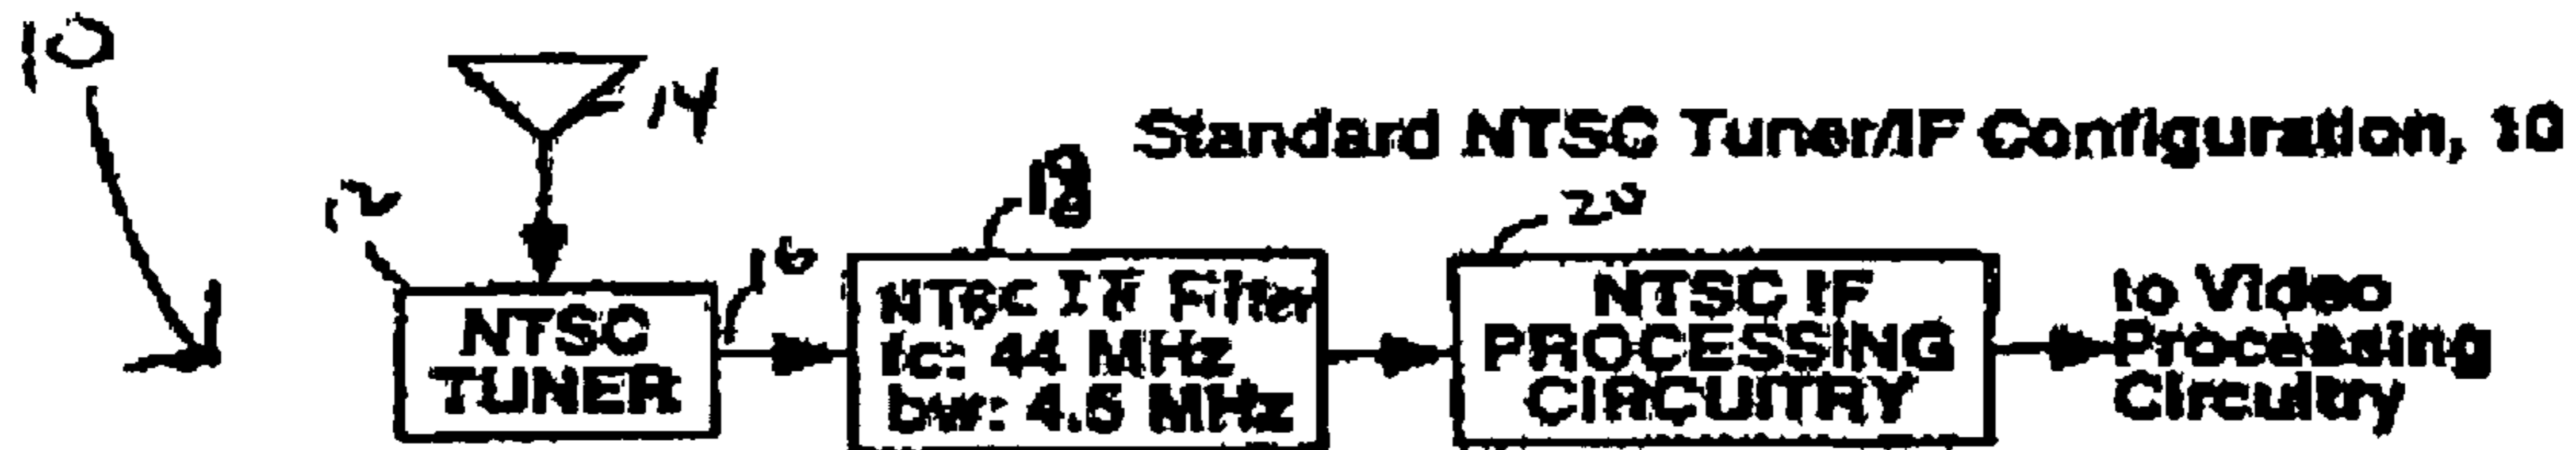 10
14
Standard NTSC Tuner/IF Configuration, 10
12
16
18
20
NTSC
TUNER
NTSC IF Filter
fc: 44 MHz
bw: 4.5 MHz
NTSC IF
PROCESSING
CIRCUITRY
to Video
Processing
Circuitry